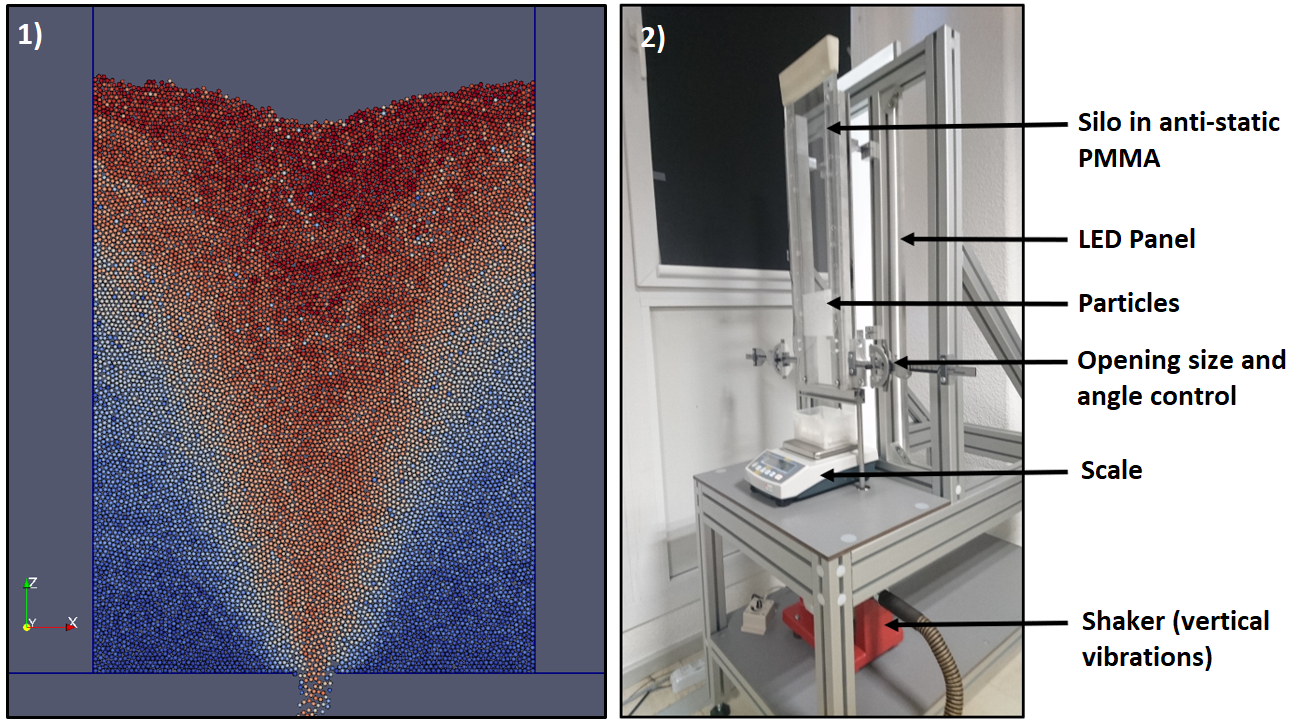 1)
Z
Y
X
2)
Silo in anti-static
PMMA
LED Panel
Particles
Opening size and
angle control
Scale
Shaker (vertical
vibrations)